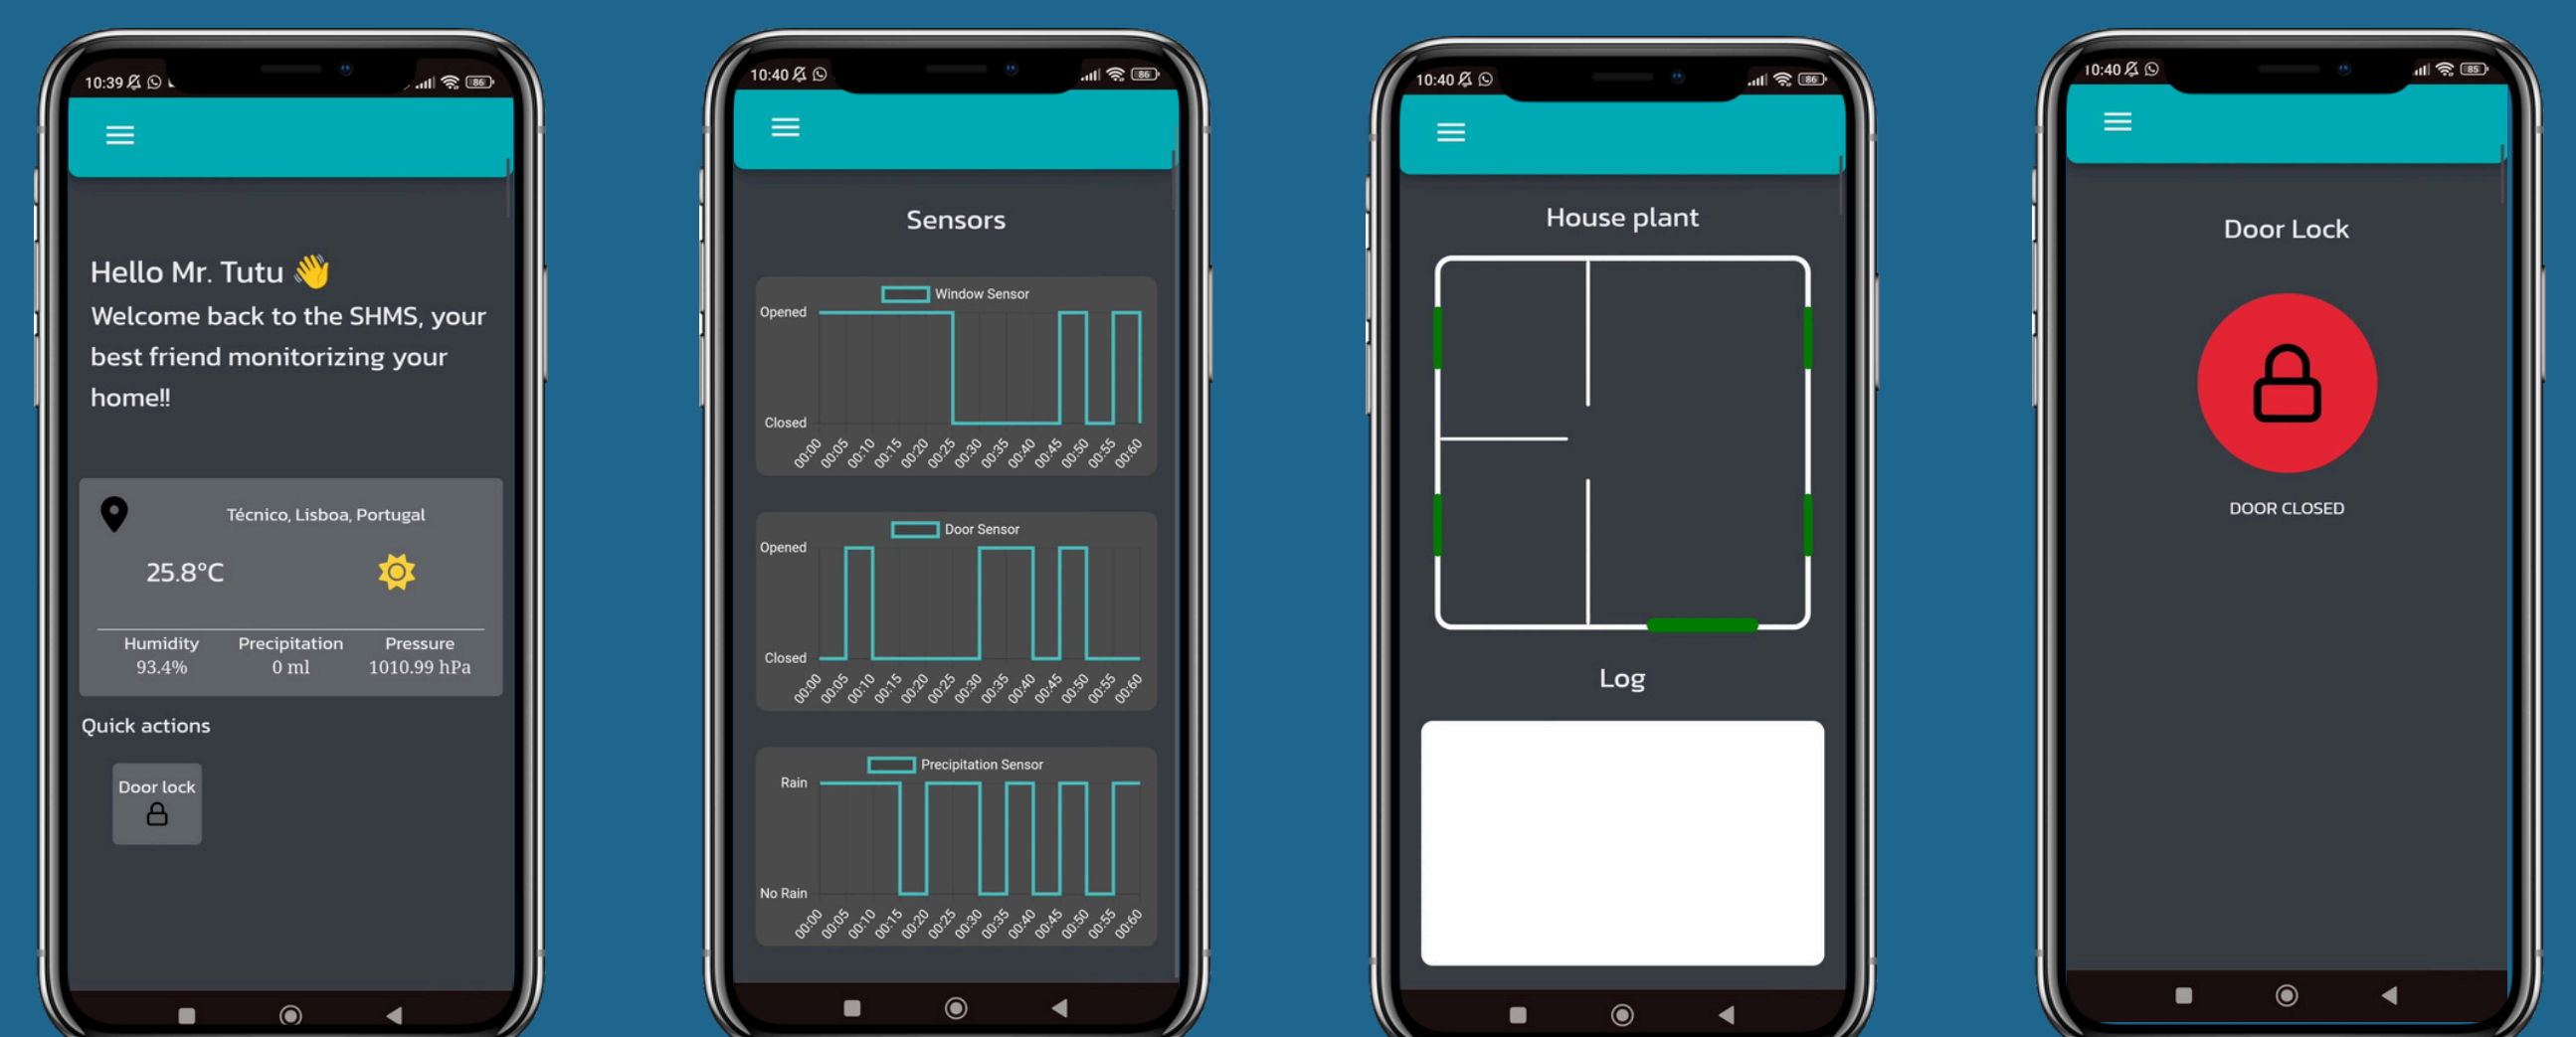 10:39
86
Hello Mr. Tutu 👋
Welcome back to the SHMS, your
best friend monitorizing your
home!!
Técnico, Lisboa, Portugal
25.8°C
Humidity Precipitation Pressure
93.4% 0 ml 1010.99 hPa
Quick actions
Door lock
10:40
86
Sensors
Window Sensor
Opened
Closed
00:00 00:05 00:10 00:15 00:20 00:25 00:30 00:35 00:40 00:45 00:50 00:55 00:60
Door Sensor
Opened
Closed
00:00 00:05 00:10 00:15 00:20 00:25 00:30 00:35 00:40 00:45 00:50 00:55 00:60
Precipitation Sensor
Rain
No Rain
00:00 00:05 00:10 00:15 00:20 00:25 00:30 00:35 00:40 00:45 00:50 00:55 00:60
10:40
86
House plant
Log
10:40
85
Door Lock
DOOR CLOSED